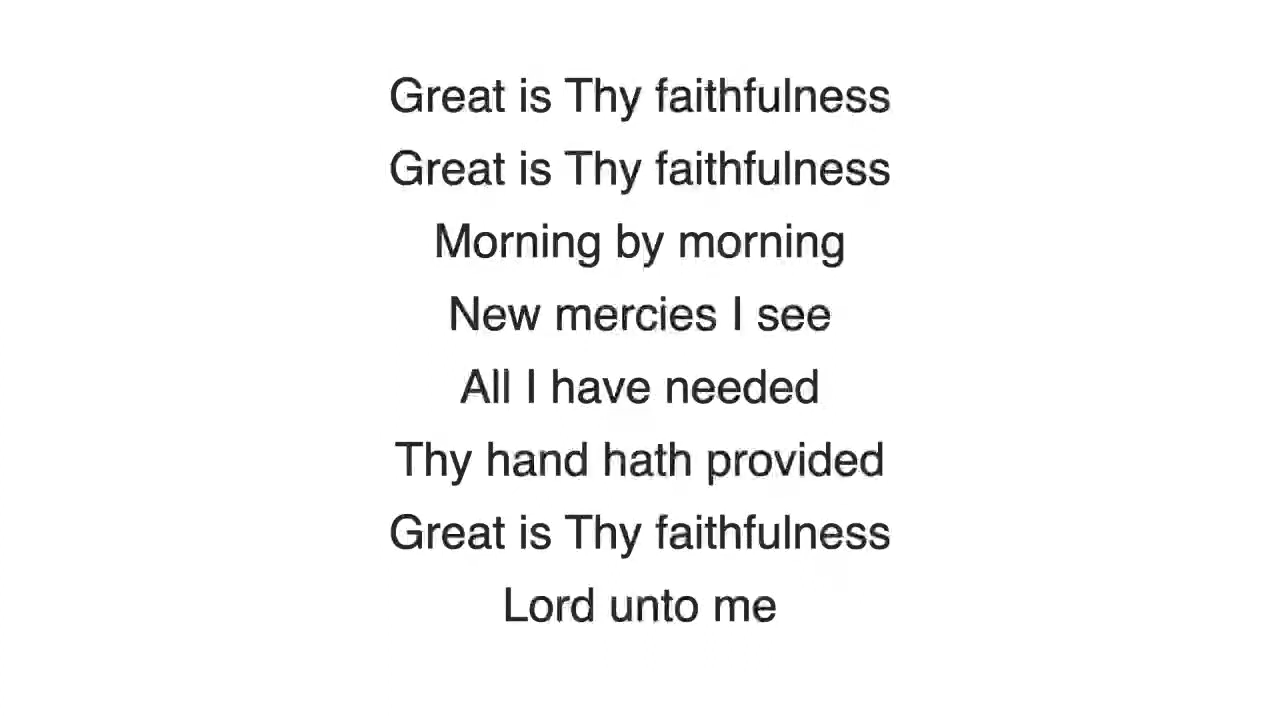 Great is Thy faithfulness
Great is Thy faithfulness
Morning by morning
New mercies I see
All I have needed
Thy hand hath provided
Great is Thy faithfulness
Lord unto me